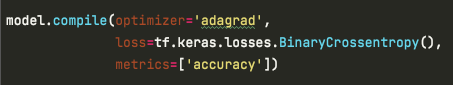 model.compile(optimizer='adagrad',
              loss=tf.keras.losses.BinaryCrossentropy(),
              metrics=['accuracy'])